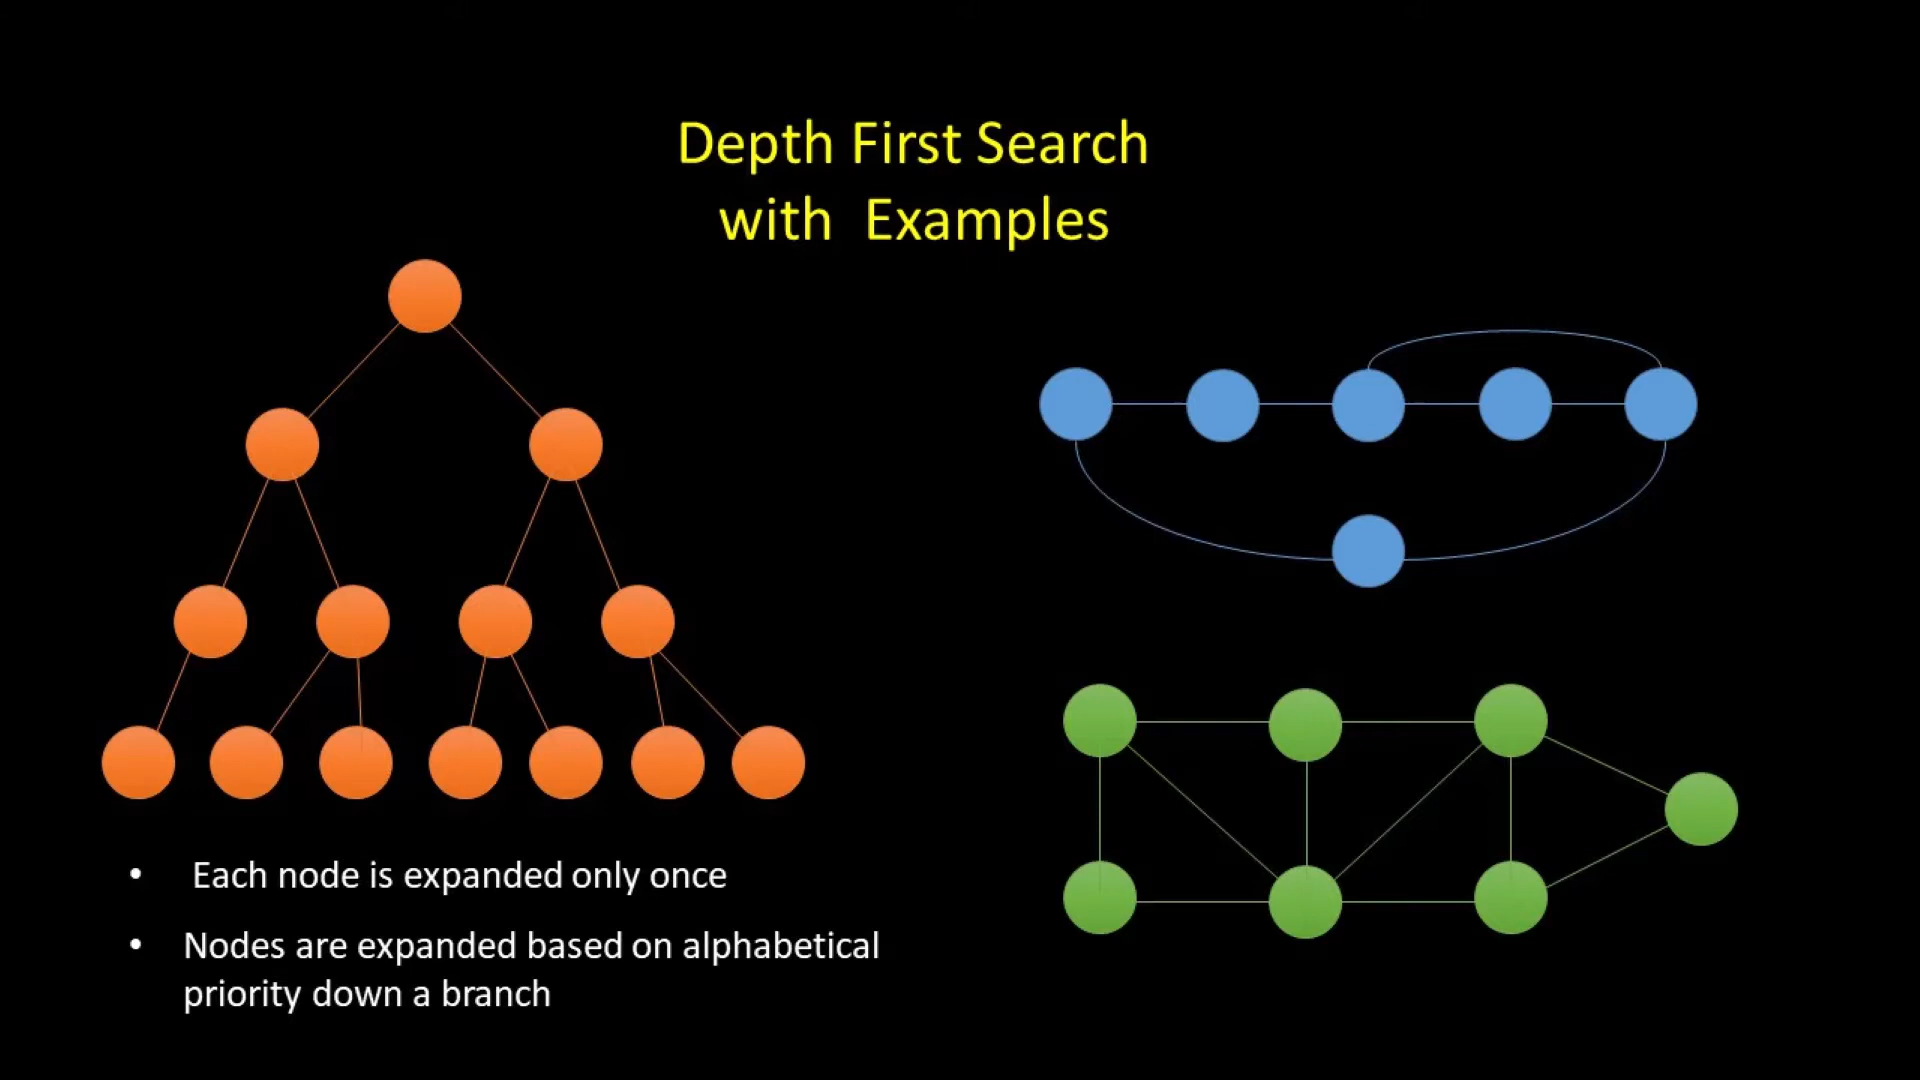 Depth First Search
with Examples
• Each node is expanded only once
• Nodes are expanded based on alphabetical
priority down a branch